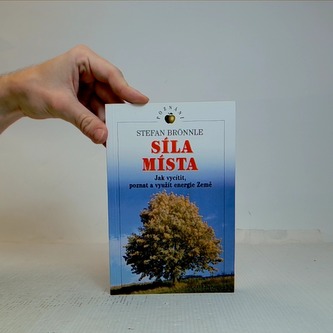 POZNÁNÍ
STEFAN BRÖNNLE
SÍLA
MÍSTA
Jak vycítit,
poznat a využít energie Země